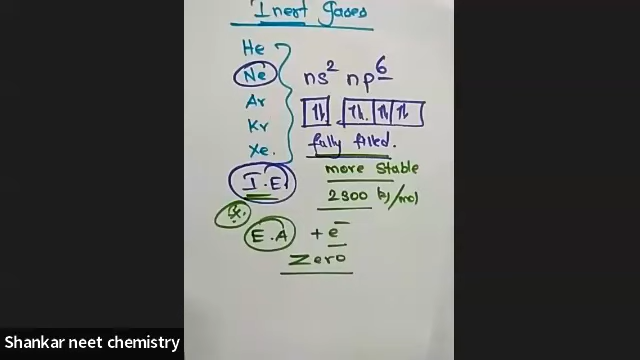 Inert gases
He
Ne
Ar
Kr
Xe.
ns² np⁶
fully filled.
more stable
I.E.
2300 kJ/mol
E.A
+ e⁻
Zero
Shankar neet chemistry